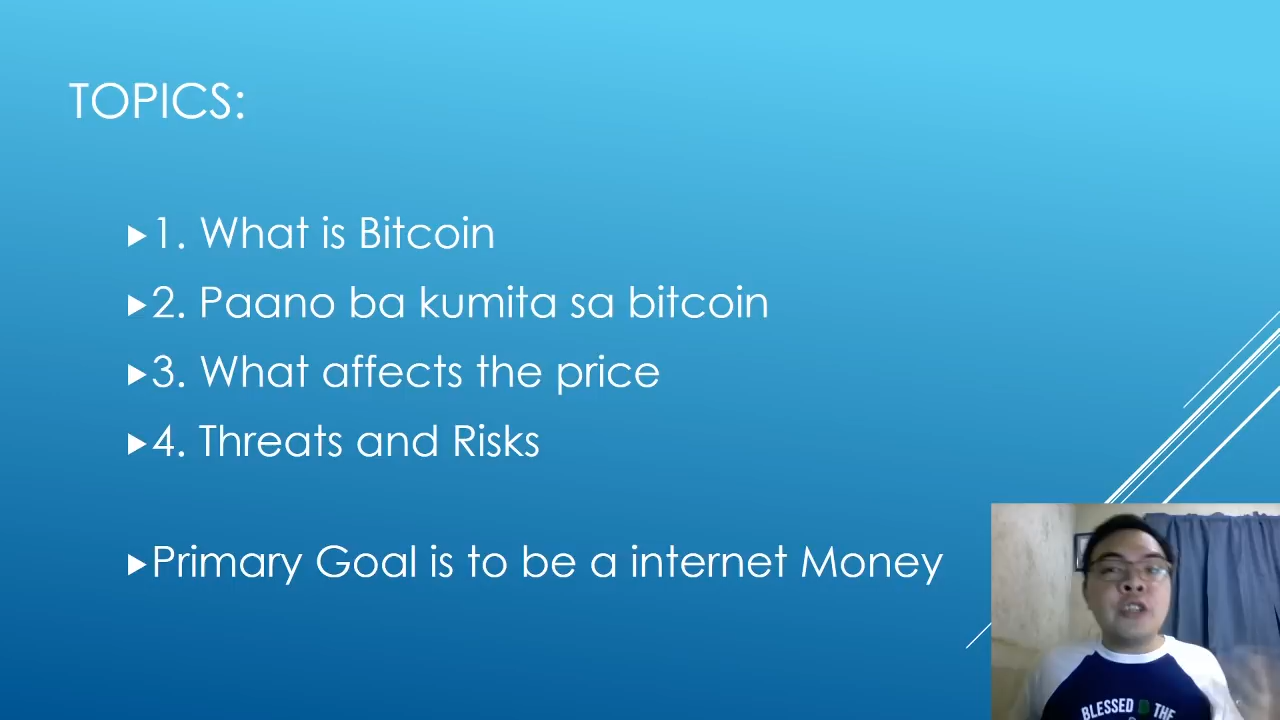 TOPICS:
1. What is Bitcoin
2. Paano ba kumita sa bitcoin
3. What affects the price
4. Threats and Risks
Primary Goal is to be a internet Money
BLESSED THE